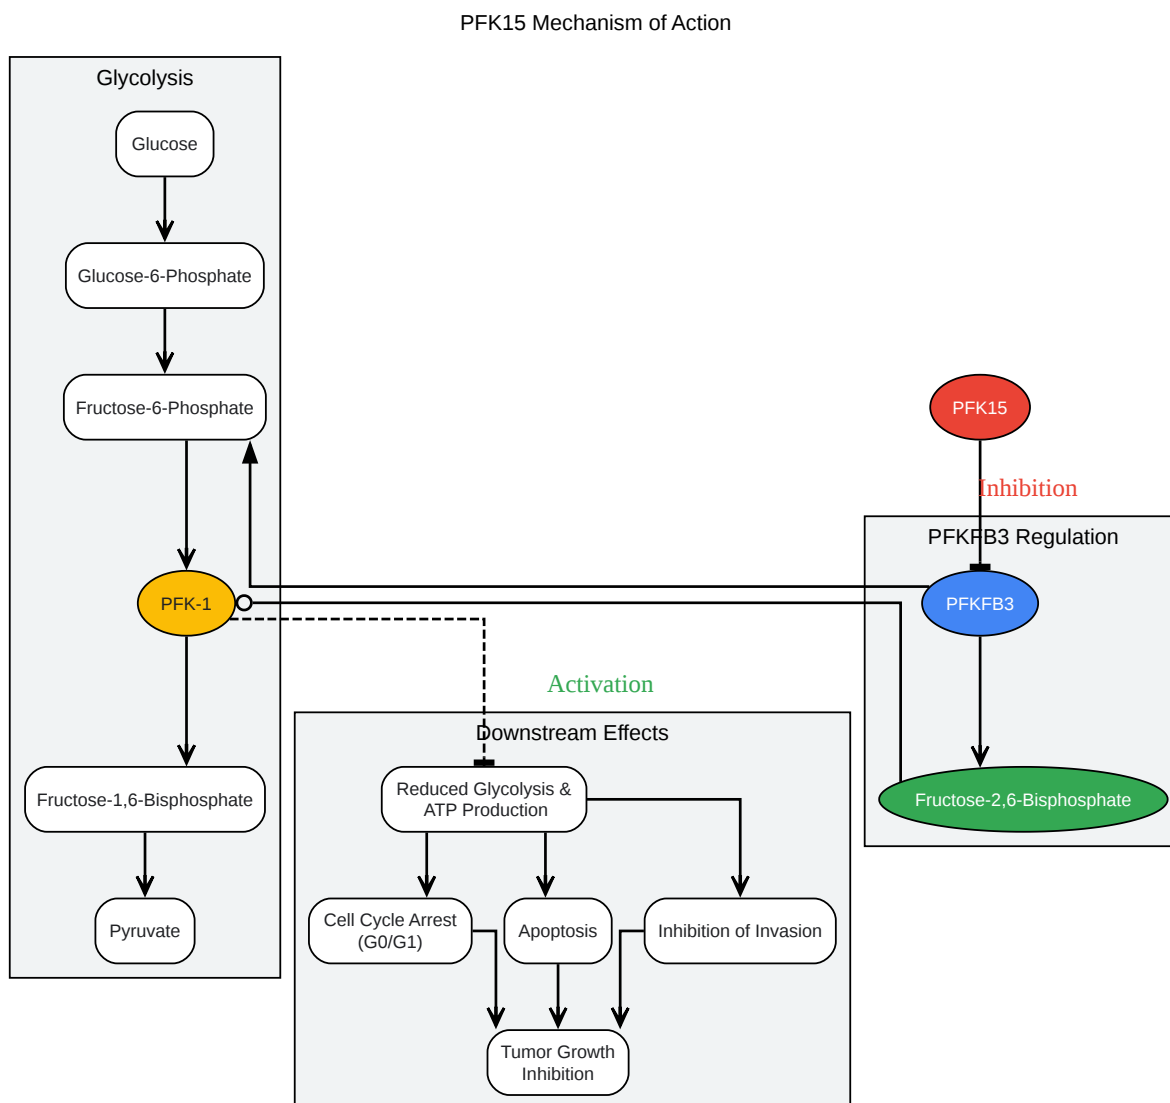 PFK15 Mechanism of Action
Glycolysis
Glucose
Glucose-6-Phosphate
Fructose-6-Phosphate
PFK15
Inhibition
PFKFB3 Regulation
PFK-1
PFKFB3
Activation
Downstream Effects
Fructose-1,6-Bisphosphate
Reduced Glycolysis &
ATP Production
Fructose-2,6-Bisphosphate
Pyruvate
Cell Cycle Arrest
(G0/G1)
Apoptosis
Inhibition of Invasion
Tumor Growth
Inhibition